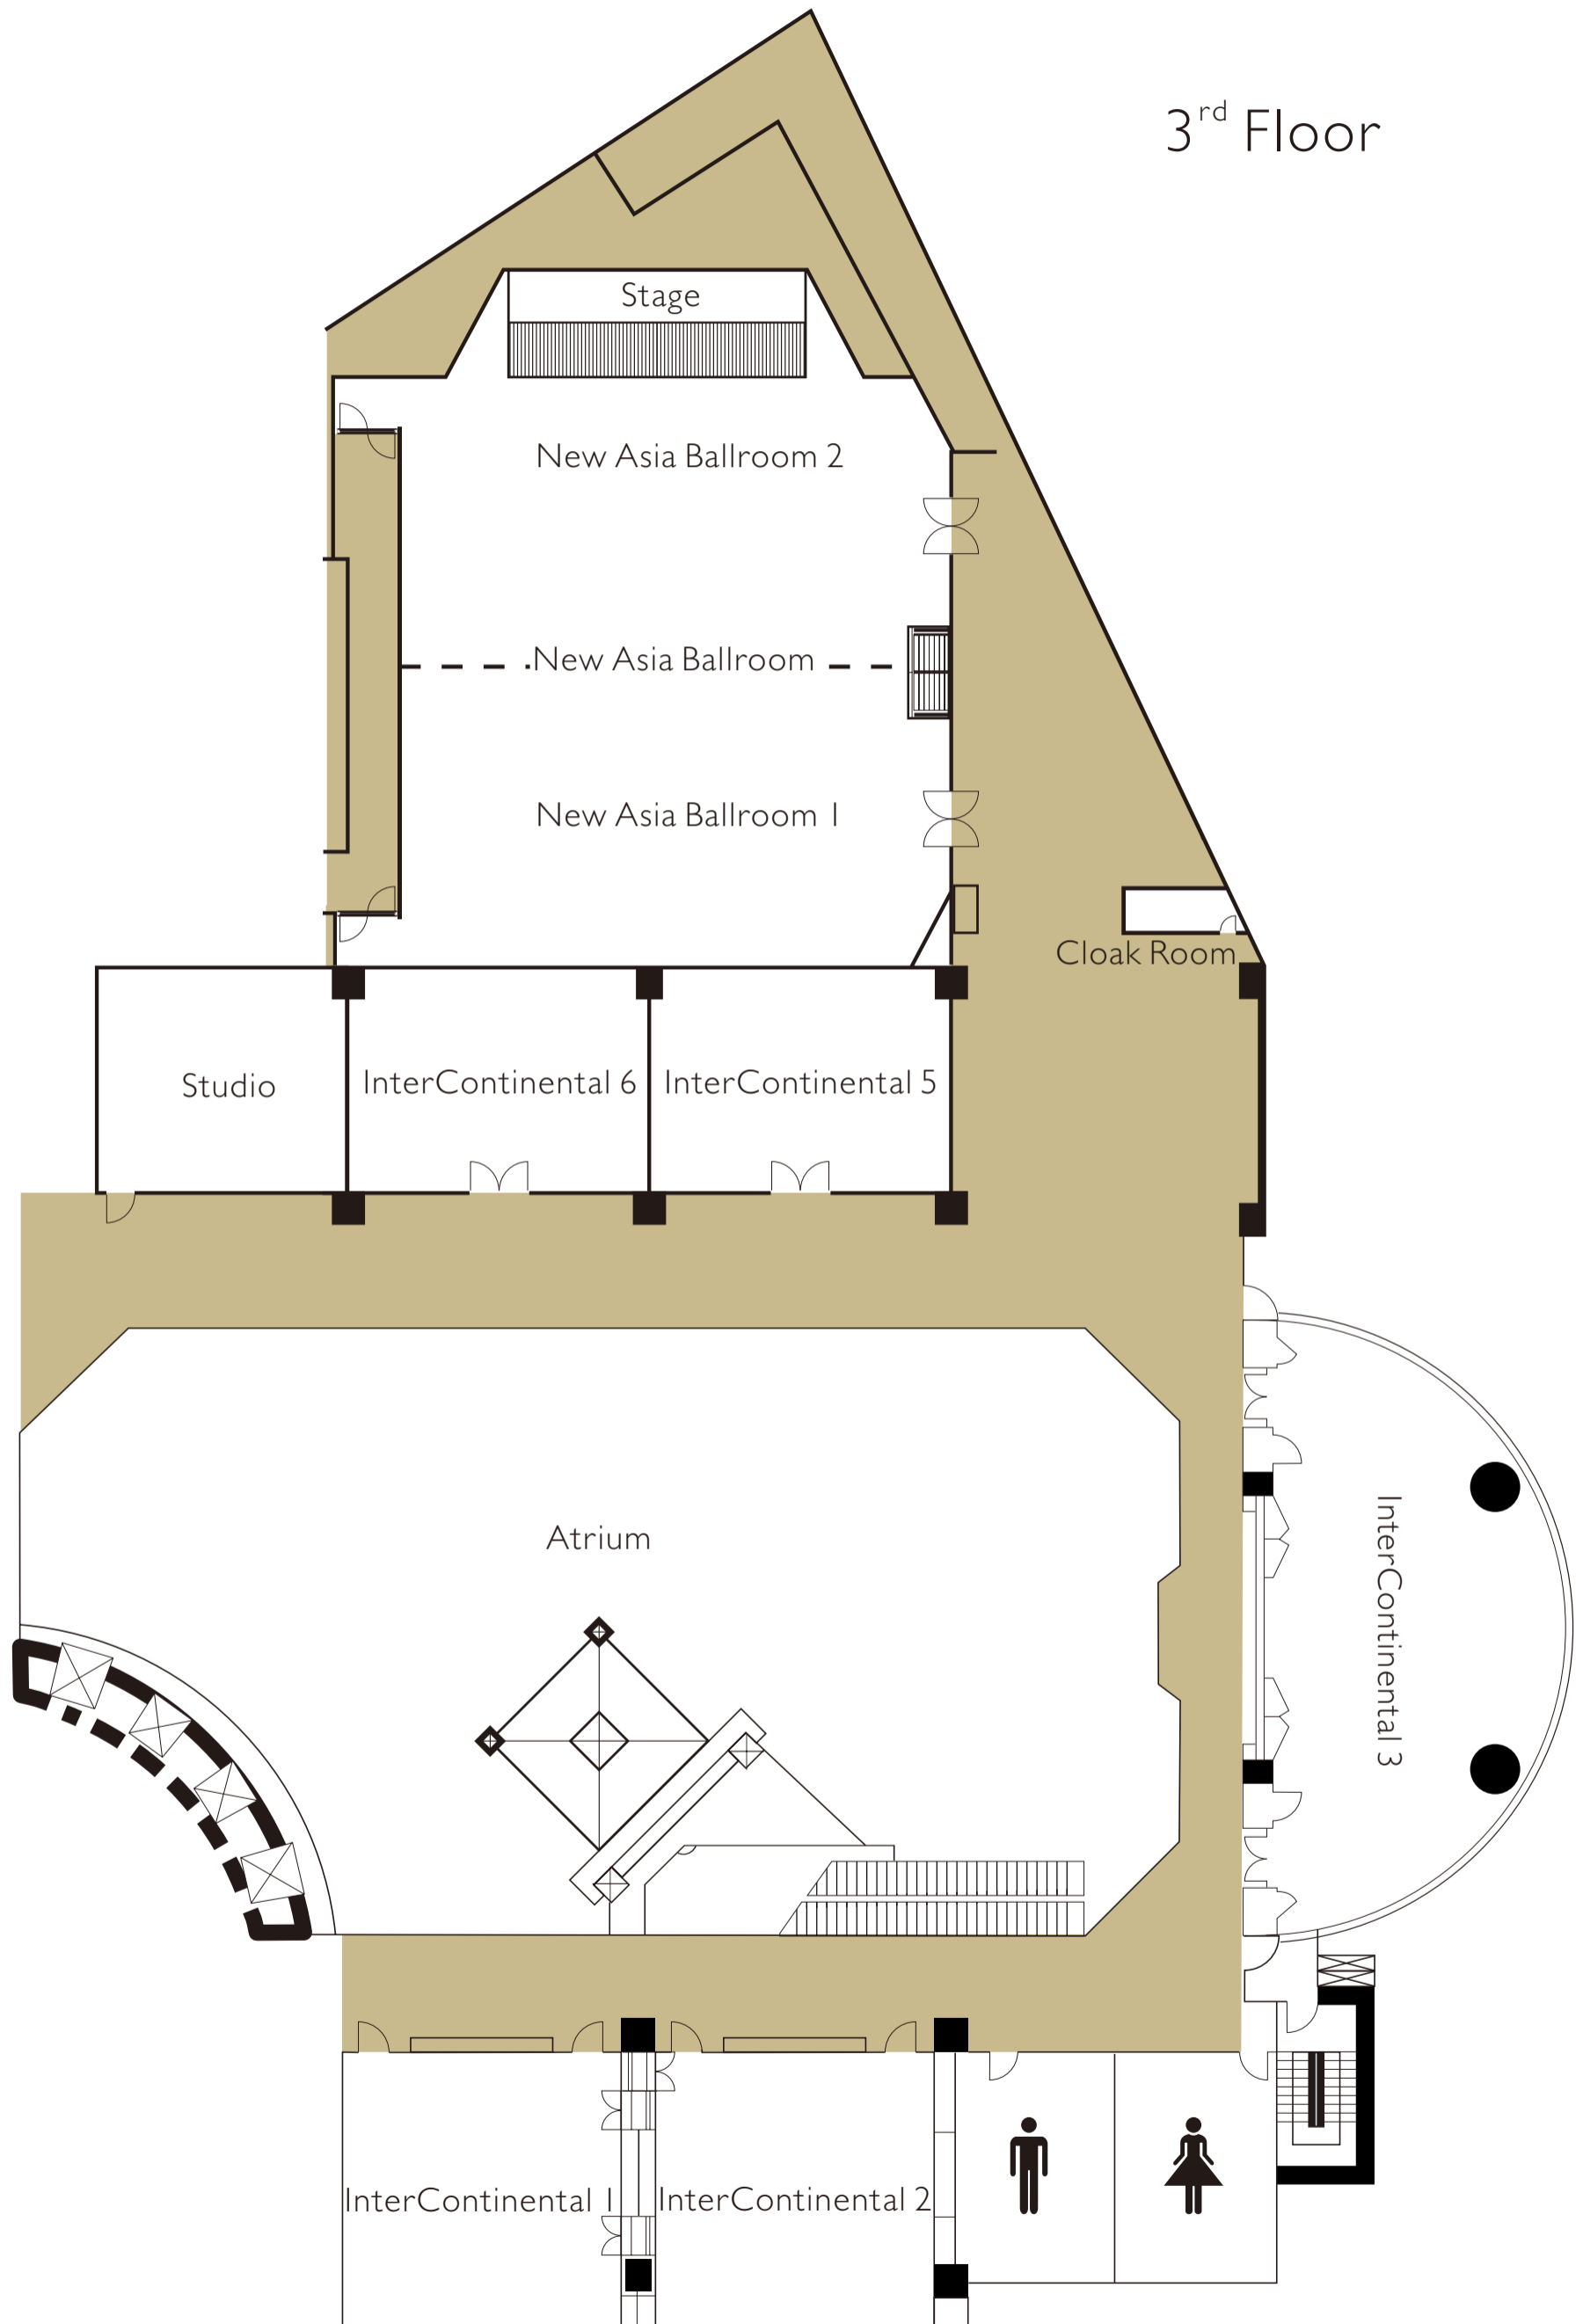 3rd Floor
Stage
New Asia Ballroom 2
New Asia Ballroom
New Asia Ballroom 1
Cloak Room
Studio
InterContinental 6
InterContinental 5
Atrium
InterContinental 3
InterContinental 1
InterContinental 2